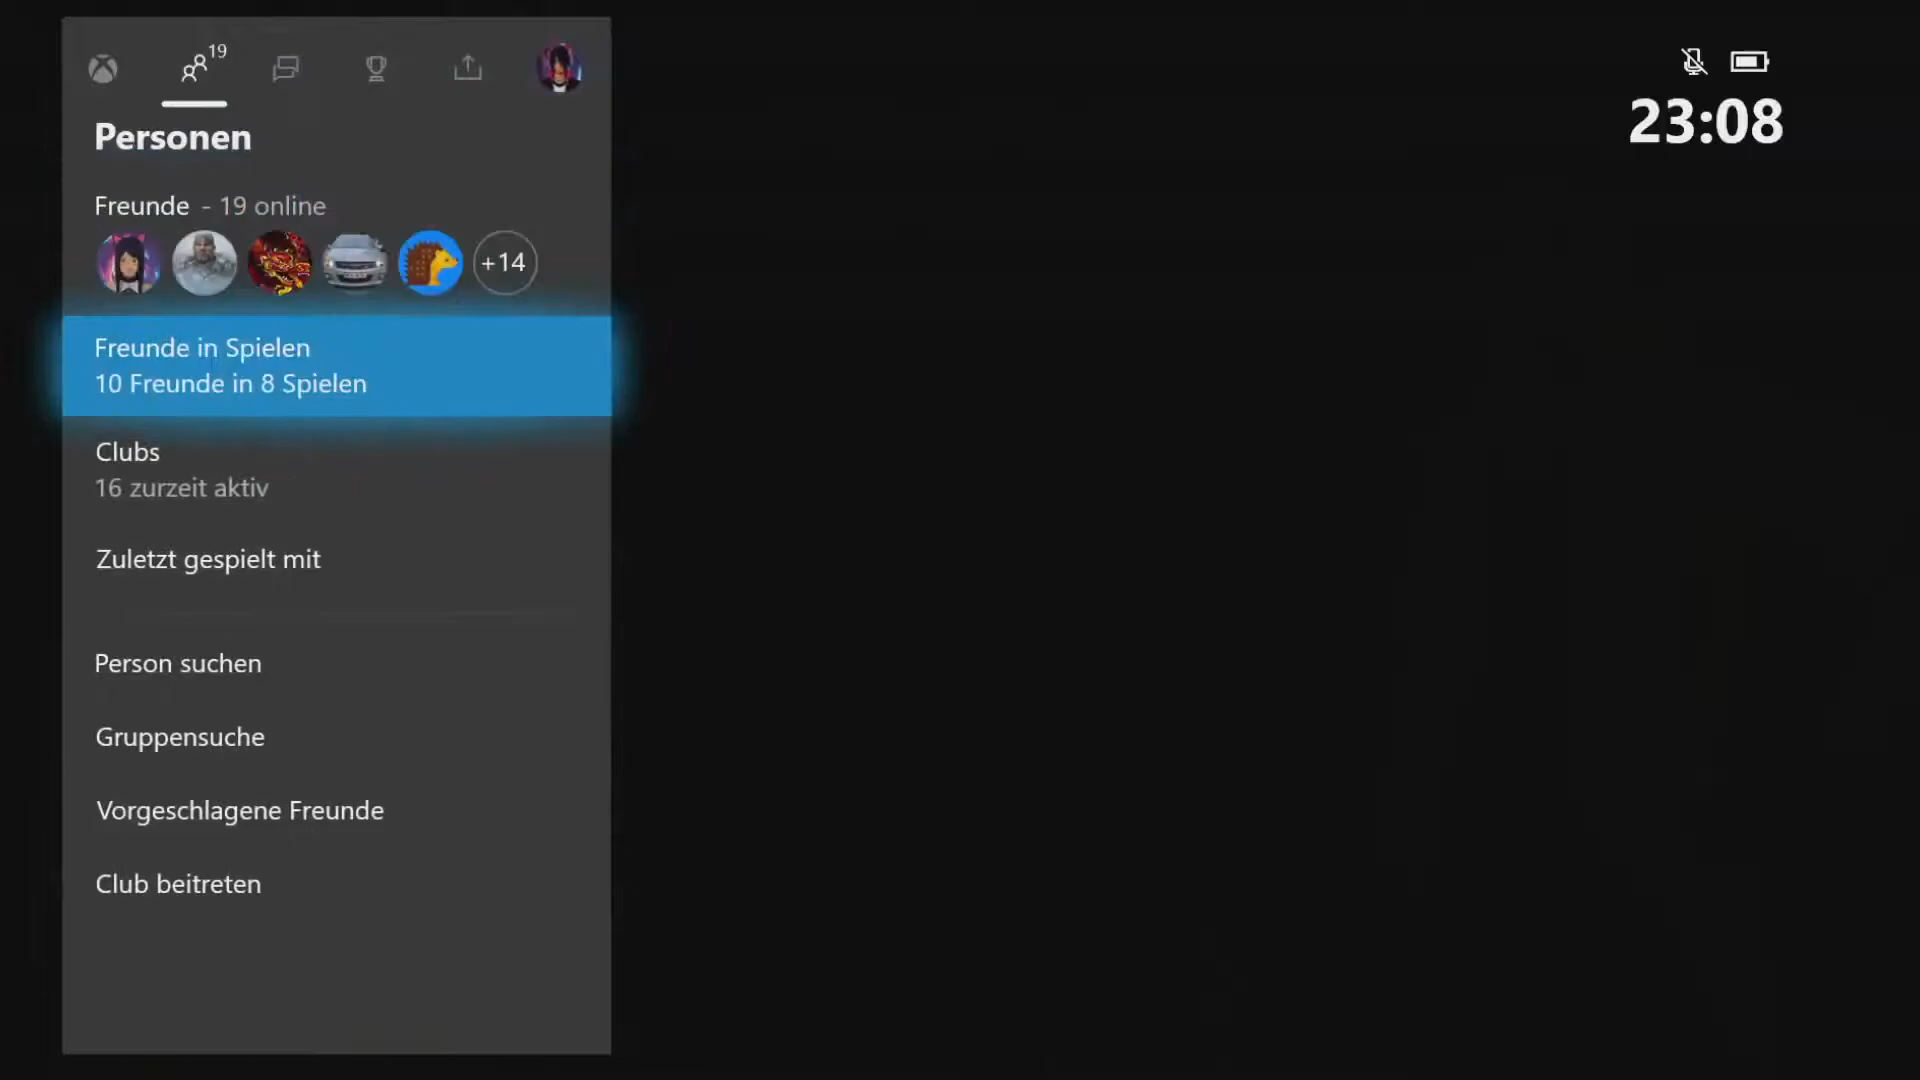 19
23:08
Personen
Freunde - 19 online
+14
Freunde in Spielen
10 Freunde in 8 Spielen
Clubs
16 zurzeit aktiv
Zuletzt gespielt mit
Person suchen
Gruppensuche
Vorgeschlagene Freunde
Club beitreten